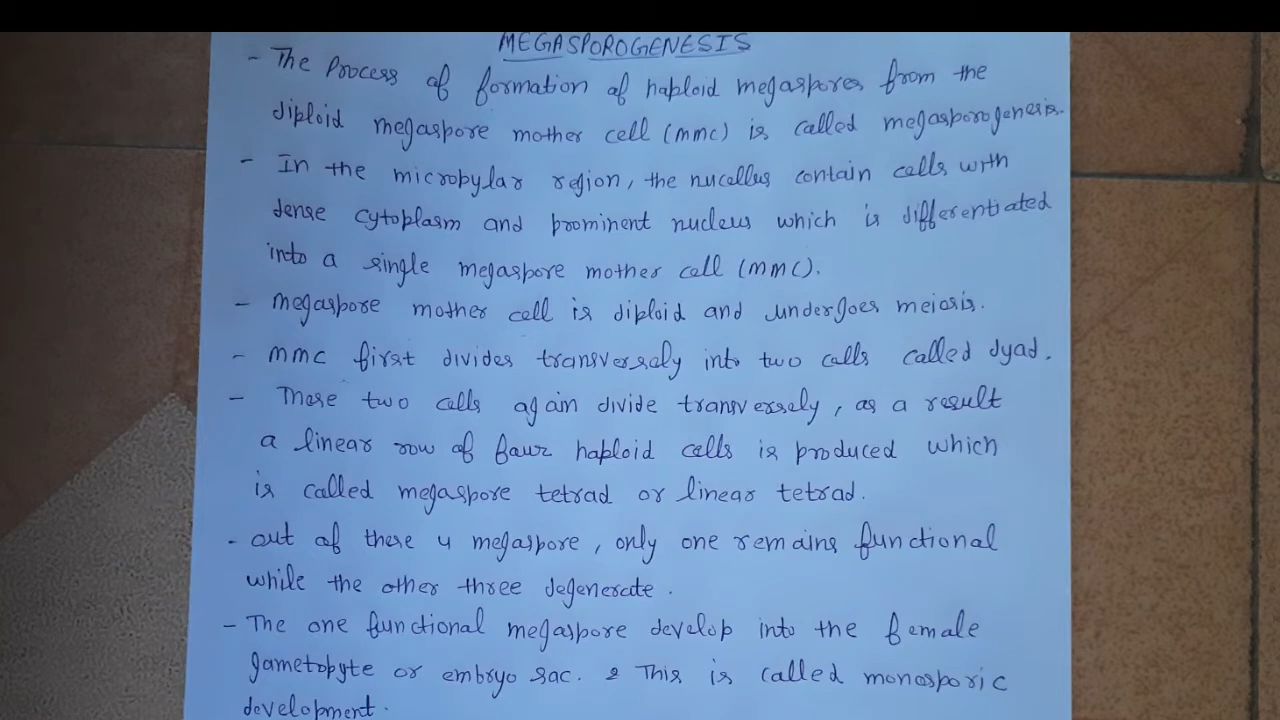 MEGASPOROGENESIS
- The Process of formation of haploid megaspores from the
diploid megaspore mother cell (mmc) is called megasporogenesis.
- In the micropylar region, the nucellus contain cells with
dense cytoplasm and prominent nucleus which is differentiated
into a single megaspore mother cell (mmc).
- megaspore mother cell is diploid and undergoes meiosis.
- mmc first divides transversely into two cells called dyad.
- These two cells again divide transversely, as a result
a linear row of four haploid cells is produced which
is called megaspore tetrad or linear tetrad.
- out of these 4 megaspore, only one remains functional
while the other three degenerate.
- The one functional megaspore develop into the female
gametopyte or embryo sac. & This is called monosporic
development.